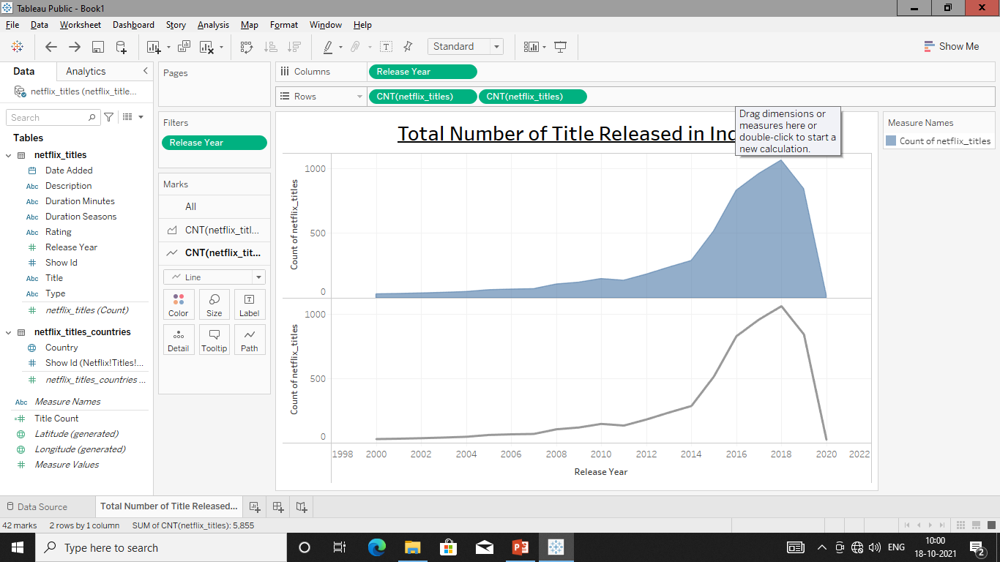 Tableau Public - Book1
File Data Worksheet Dashboard Story Analysis Map Format Window Help
Standard
Show Me
Data Analytics
netflix_titles (netflix_title...
Search
Tables
netflix_titles
Date Added
Abc Description
Abc Duration Minutes
Abc Duration Seasons
Abc Rating
# Release Year
# Show Id
Abc Title
Abc Type
# netflix_titles (Count)
netflix_titles_countries
Country
# Show Id (Netflix!Titles!...
# netflix_titles_countries ...
Abc Measure Names
=# Title Count
Latitude (generated)
Longitude (generated)
# Measure Values
Pages
Filters
Release Year
Marks
All
CNT(netflix_titl...
CNT(netflix_tit...
Line
Color Size Label
Detail Tooltip Path
Columns Release Year
Rows CNT(netflix_titles) CNT(netflix_titles)
Drag dimensions or
measures here or
double-click to start a
new calculation.
Total Number of Title Released in
Count of netflix_titles
1000
500
0
Count of netflix_titles
1000
500
0
1998 2000 2002 2004 2006 2008 2010 2012 2014 2016 2018 2020 2022
Release Year
Measure Names
Count of netflix_titles
Data Source Total Number of Title Released...
42 marks 2 rows by 1 column SUM of CNT(netflix_titles): 5,855
Type here to search
ENG
10:00
18-10-2021
2